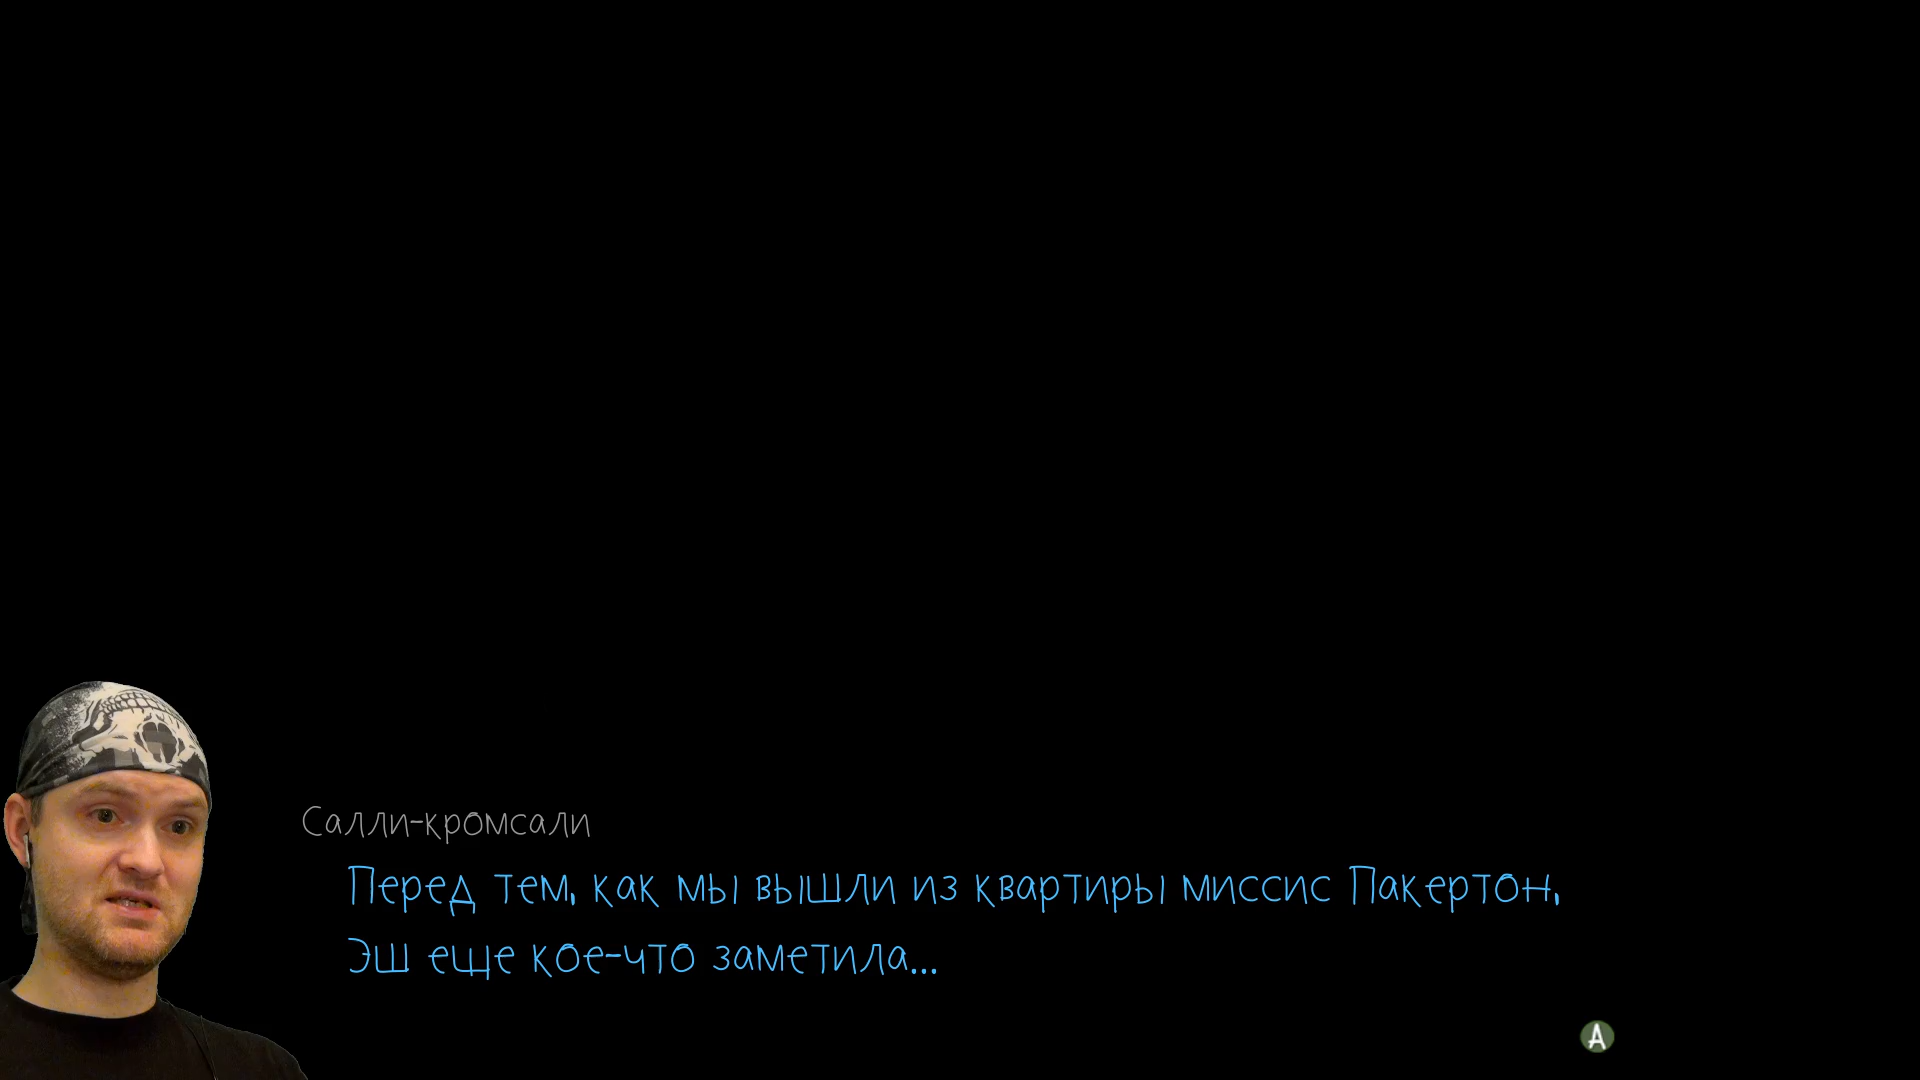 Салли-кромсали
Перед тем, как мы вышли из квартиры миссис Пакертон,
Эш еще кое-что заметила...
A